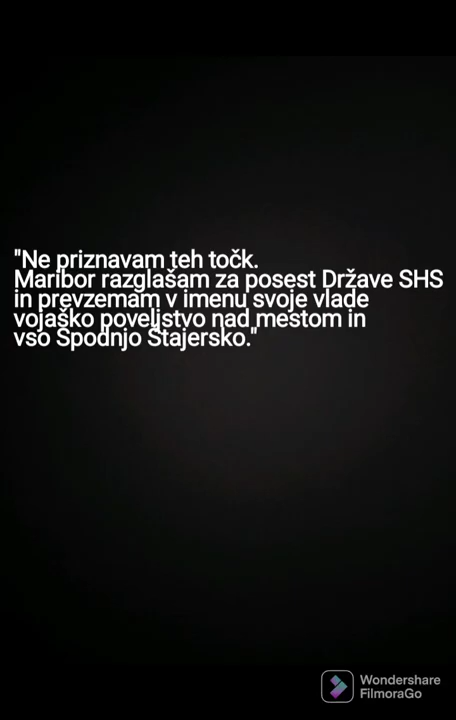 "Ne priznavam teh točk.
Maribor razglašam za posest Države SHS
in prevzemam v imenu svoje vlade
vojaško poveljstvo nad mestom in
vso Spodnjo Štajersko."
Wondershare
FilmoraGo